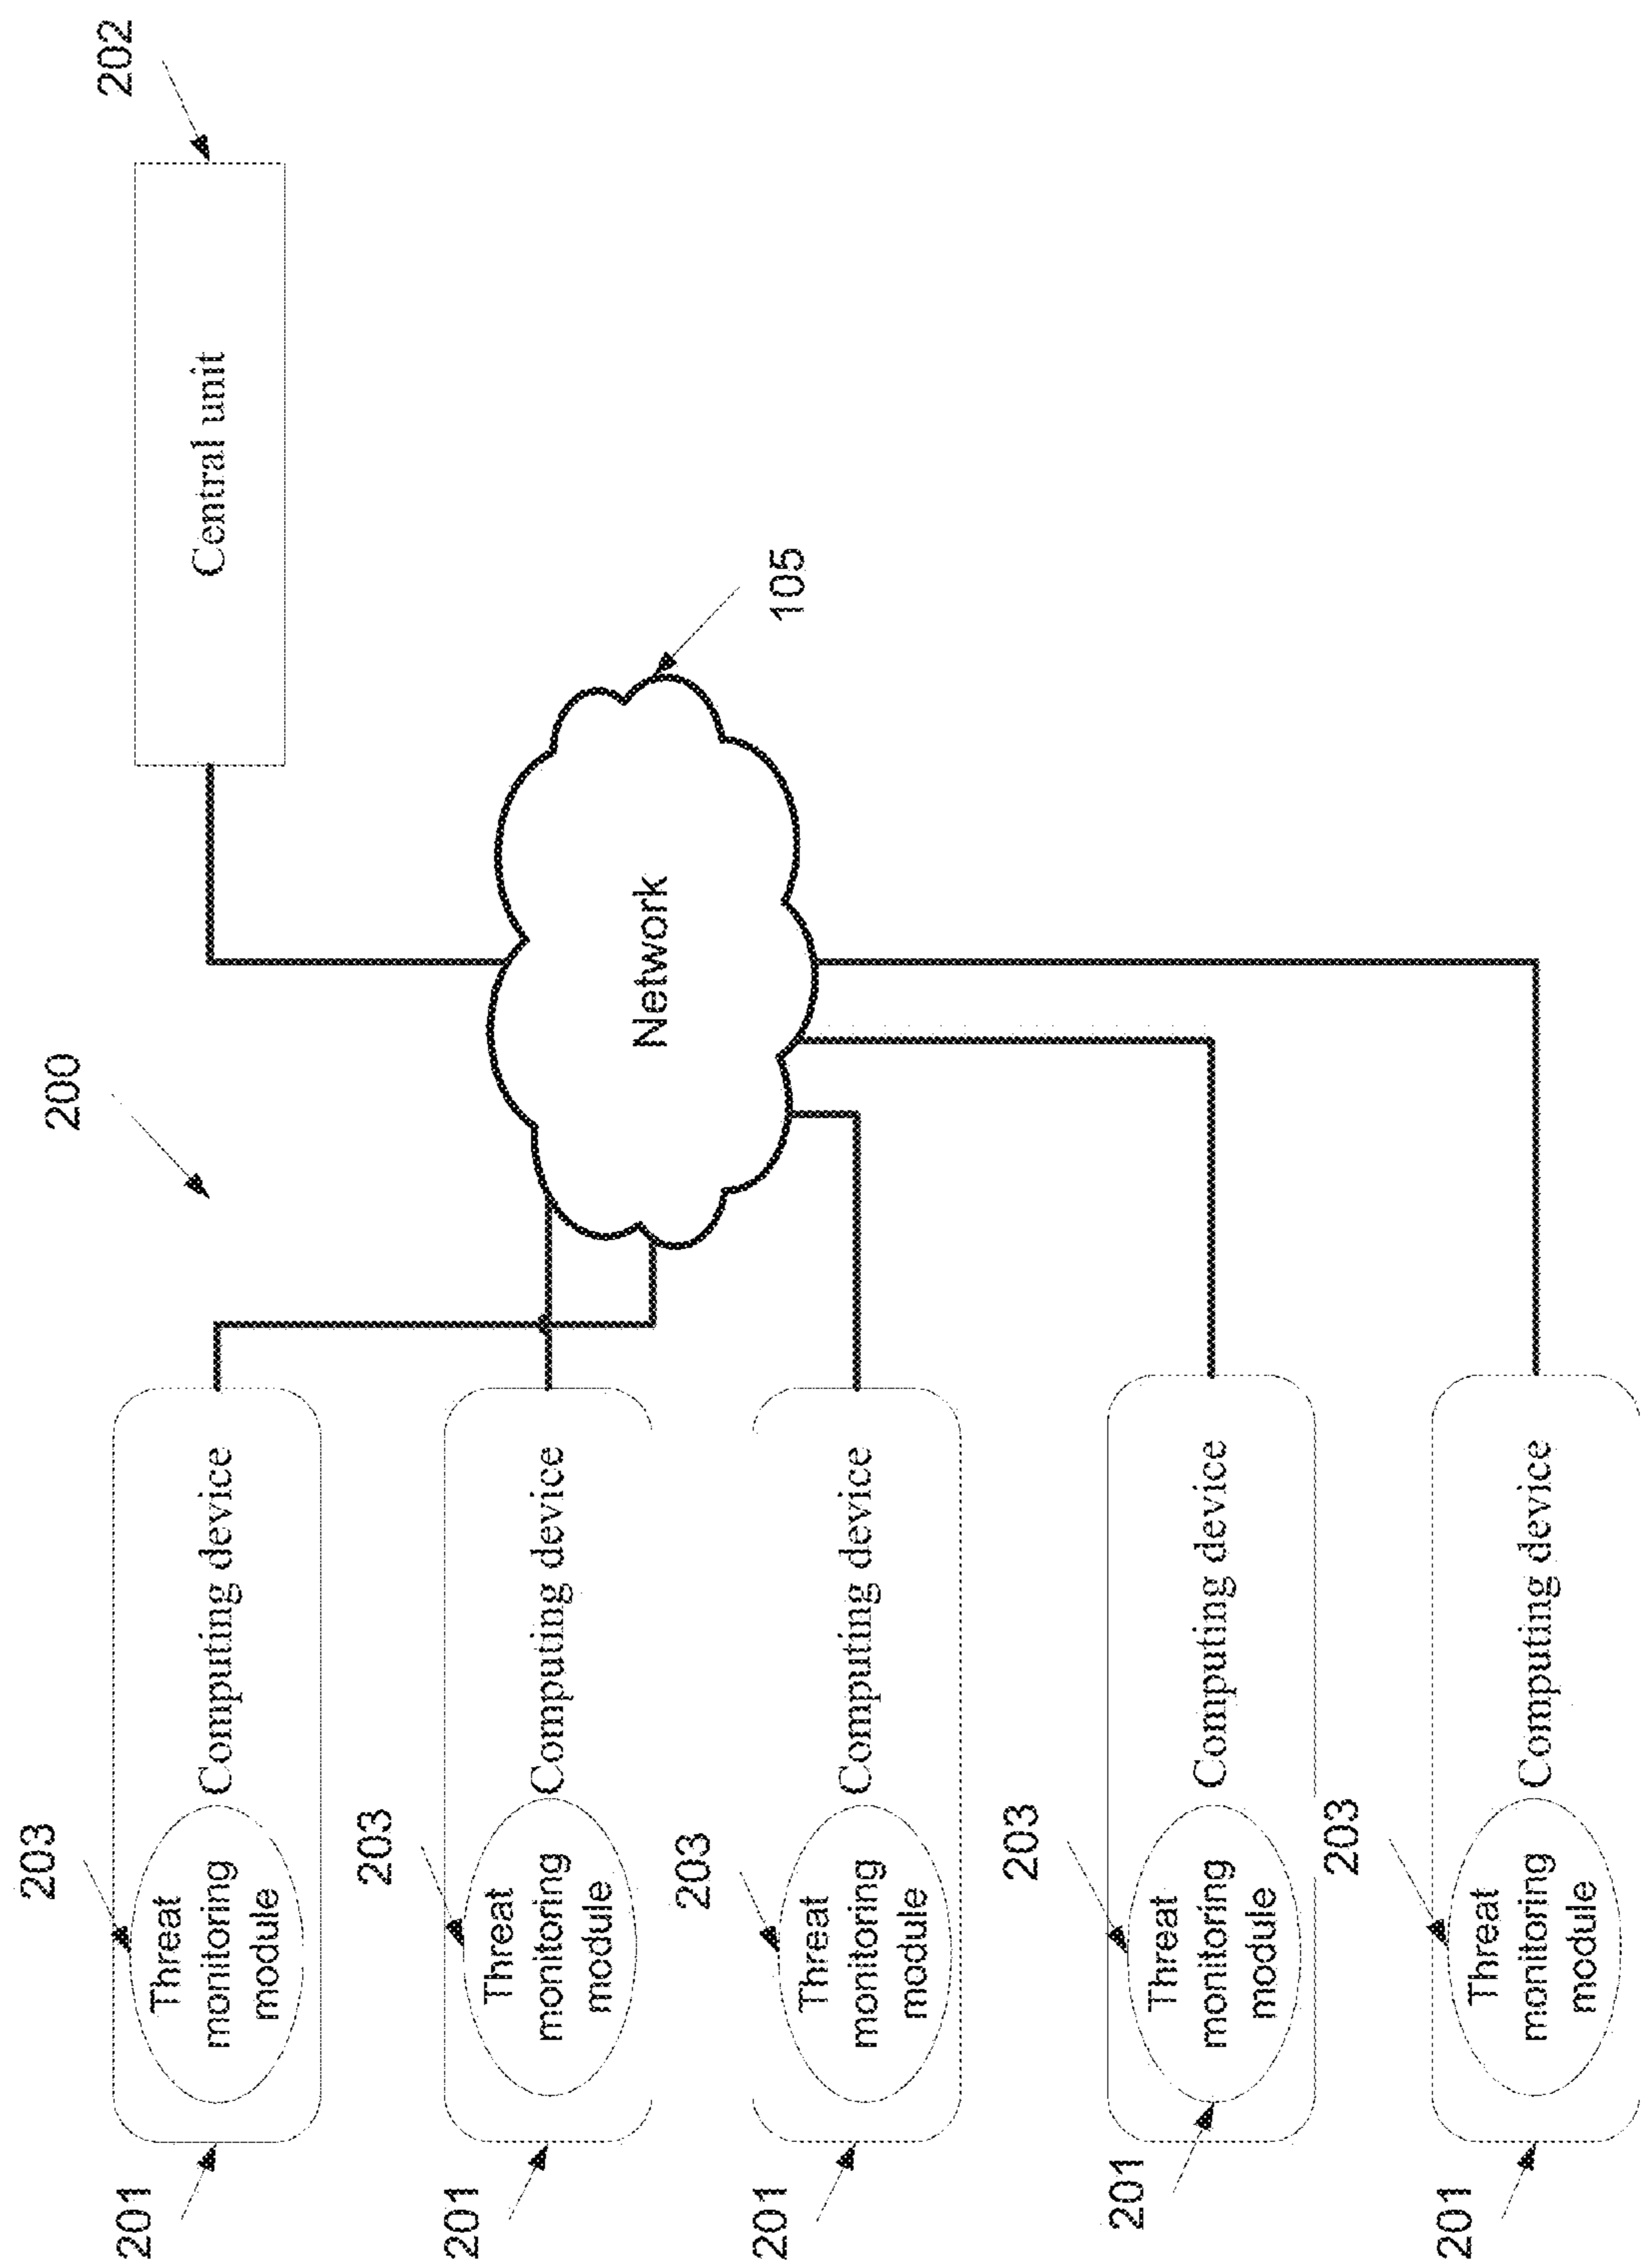 200
202
Central unit
Network
105
203
Threat
monitoring
module
Computing device
201
203
Threat
monitoring
module
Computing device
201
203
Threat
monitoring
module
Computing device
201
203
Threat
monitoring
module
Computing device
201
203
Threat
monitoring
module
Computing device
201